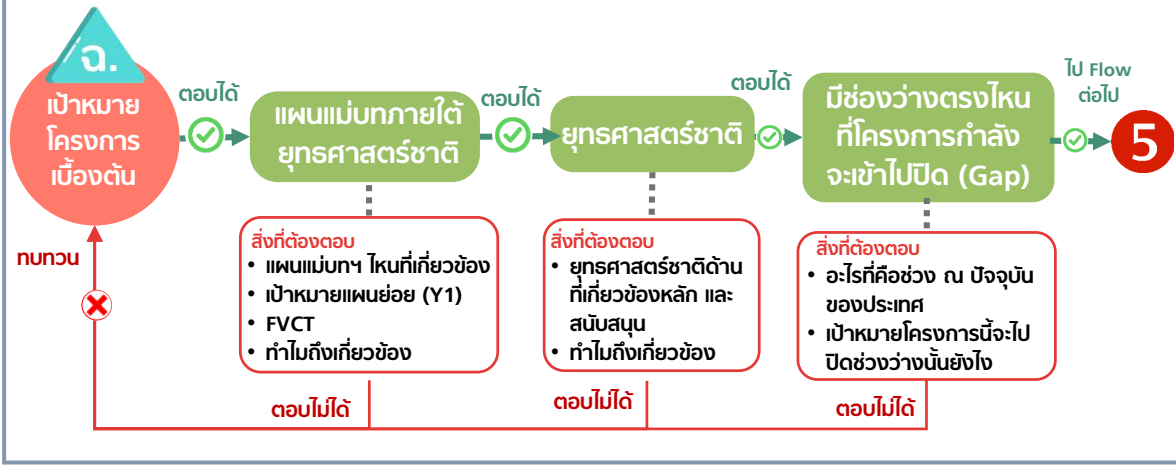 ฉ.
เป้าหมาย
โครงการ
เบื้องต้น
ตอบได้
แผนแม่บทภายใต้
ยุทธศาสตร์ชาติ
ตอบได้
ยุทธศาสตร์ชาติ
ตอบได้
มีช่องว่างตรงไหน
ที่โครงการกำลัง
จะเข้าไปปิด (Gap)
ไป Flow
ต่อไป
5
ทบทวน
สิ่งที่ต้องตอบ
• แผนแม่บทฯ ไหนที่เกี่ยวข้อง
• เป้าหมายแผนย่อย (Y1)
• FVCT
• ทำไมถึงเกี่ยวข้อง
สิ่งที่ต้องตอบ
• ยุทธศาสตร์ชาติด้าน
ที่เกี่ยวข้องหลัก และ
สนับสนุน
• ทำไมถึงเกี่ยวข้อง
สิ่งที่ต้องตอบ
• อะไรที่คือช่วง ณ ปัจจุบัน
ของประเทศ
• เป้าหมายโครงการนี้จะไป
ปิดช่วงว่างนั้นยังไง
ตอบไม่ได้
ตอบไม่ได้
ตอบไม่ได้